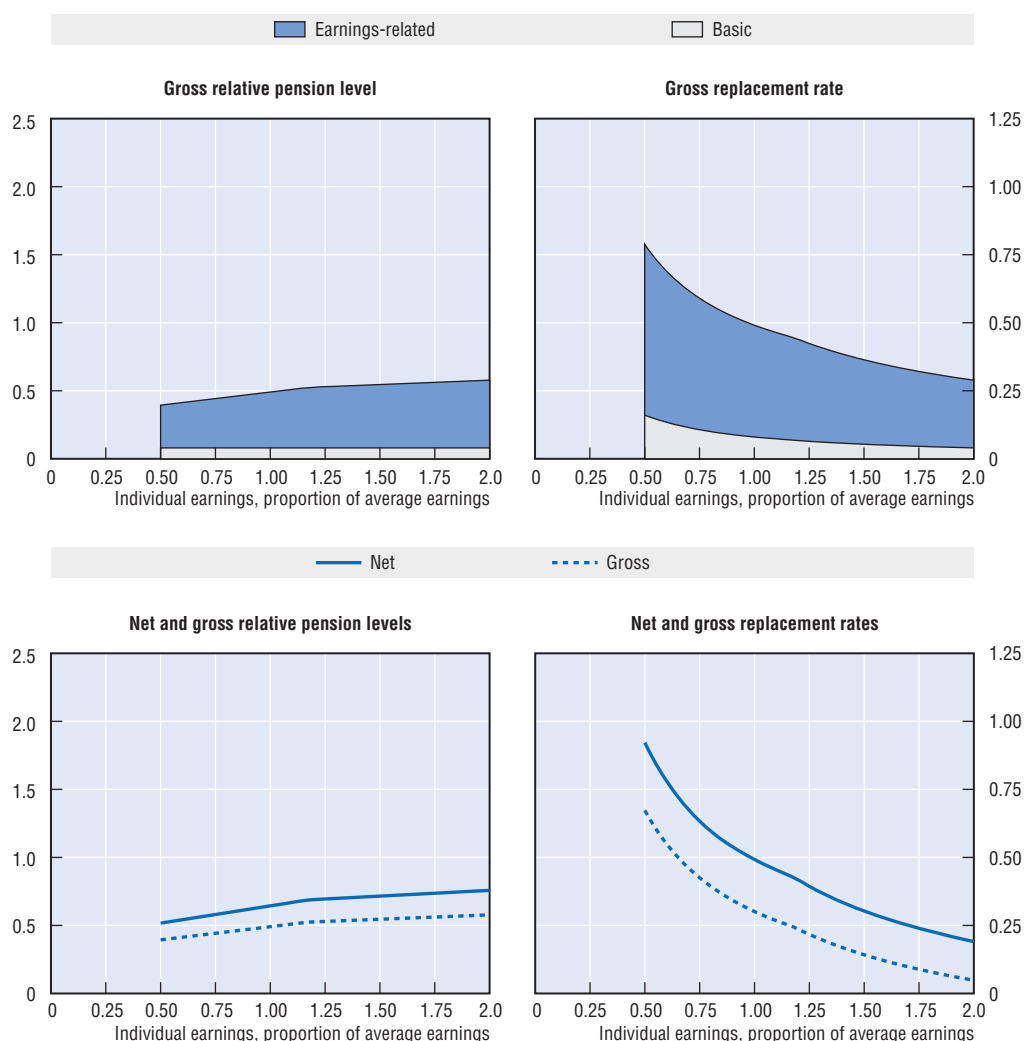 Earnings-related Basic
Gross relative pension level
2.5
2.0
1.5
1.0
0.5
0
0 0.25 0.50 0.75 1.00 1.25 1.50 1.75 2.0
Individual earnings, proportion of average earnings
Gross replacement rate
1.25
1.00
0.75
0.50
0.25
0
0 0.25 0.50 0.75 1.00 1.25 1.50 1.75 2.0
Individual earnings, proportion of average earnings
Net Gross
Net and gross relative pension levels
2.5
2.0
1.5
1.0
0.5
0
0 0.25 0.50 0.75 1.00 1.25 1.50 1.75 2.0
Individual earnings, proportion of average earnings
Net and gross replacement rates
1.25
1.00
0.75
0.50
0.25
0
0 0.25 0.50 0.75 1.00 1.25 1.50 1.75 2.0
Individual earnings, proportion of average earnings